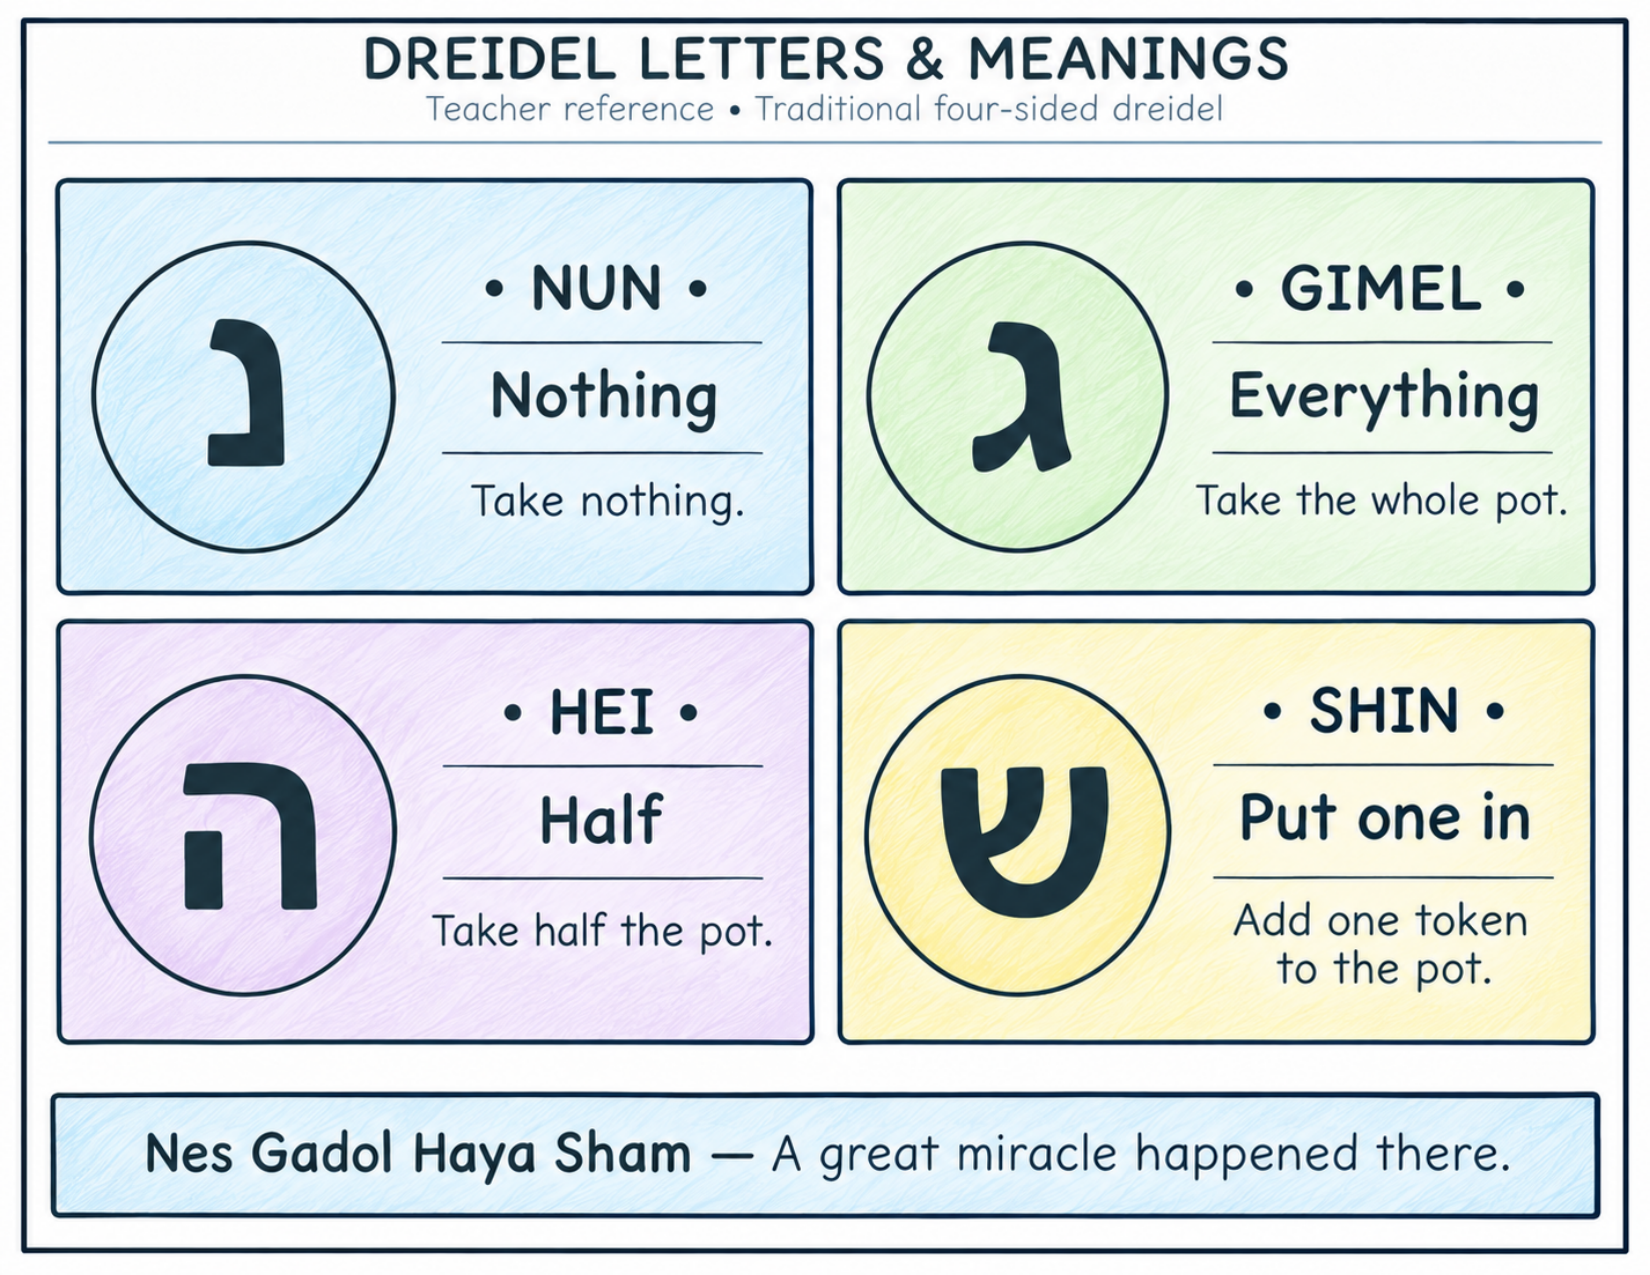 DREIDEL LETTERS & MEANINGS
Teacher reference • Traditional four-sided dreidel
נ
• NUN •
Nothing
Take nothing.
ג
• GIMEL •
Everything
Take the whole pot.
ה
• HEI •
Half
Take half the pot.
ש
• SHIN •
Put one in
Add one token
to the pot.
Nes Gadol Haya Sham — A great miracle happened there.